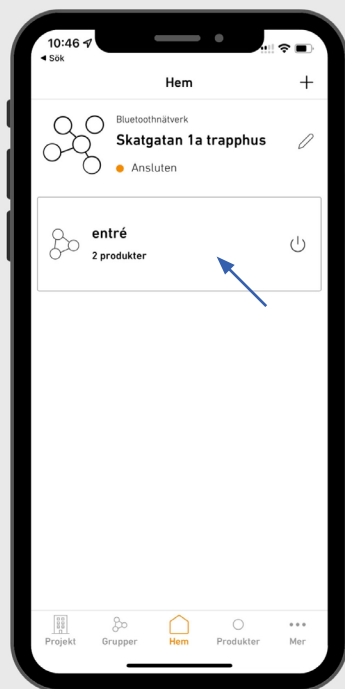 10:46
◀ Sök
Hem
Bluetoothnätverk
Skatgatan 1a trapphus
Ansluten
entré
2 produkter
Projekt Grupper Hem Produkter Mer